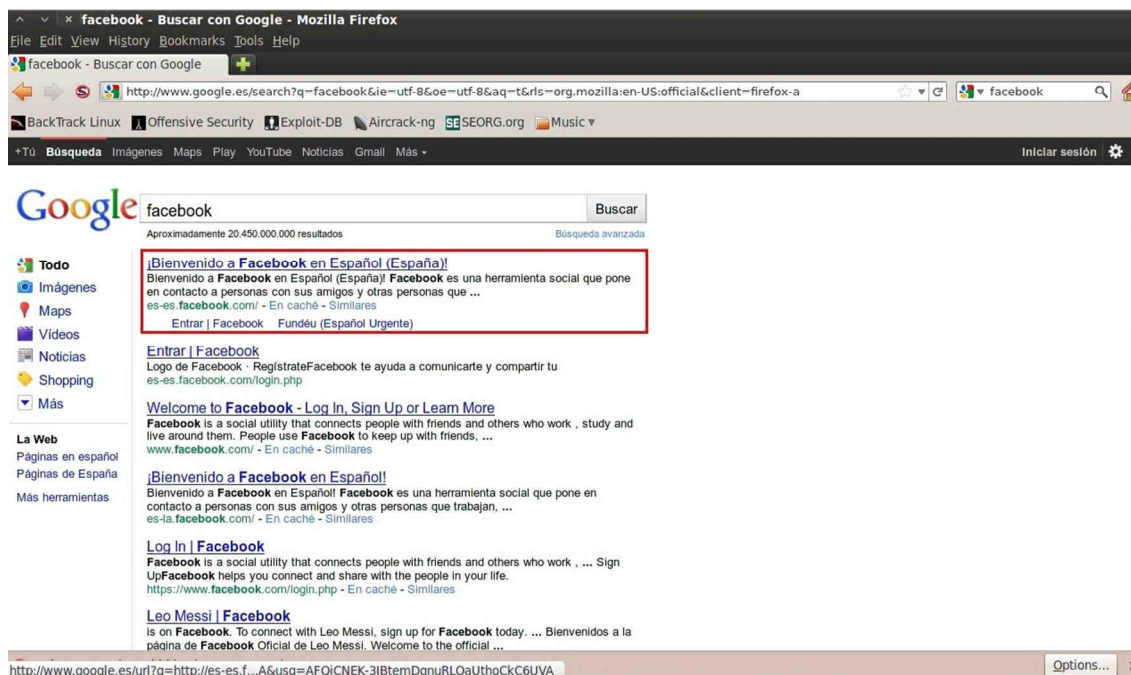 facebook - Buscar con Google - Mozilla Firefox
File Edit View History Bookmarks Tools Help
facebook - Buscar con Google
http://www.google.es/search?q=facebook&ie=utf-8&oe=utf-8&aq=t&rls=org.mozilla:en-US:official&client=firefox-a facebook
BackTrack Linux Offensive Security Exploit-DB Aircrack-ng SE SEORG.org Music
+Tú Búsqueda Imágenes Maps Play YouTube Noticias Gmail Más Iniciar sesión
Google facebook Buscar
Aproximadamente 20.450.000.000 resultados Búsqueda avanzada
Todo
Imágenes
Maps
Vídeos
Noticias
Shopping
Más
La Web
Páginas en español
Páginas de España
Más herramientas
¡Bienvenido a Facebook en Español (España)!
Bienvenido a Facebook en Español (España)! Facebook es una herramienta social que pone
en contacto a personas con sus amigos y otras personas que ...
es-es.facebook.com/ - En caché - Similares
Entrar | Facebook Fundéu (Español Urgente)
Entrar | Facebook
Logo de Facebook · RegístrateFacebook te ayuda a comunicarte y compartir tu
es-es.facebook.com/login.php
Welcome to Facebook - Log In, Sign Up or Learn More
Facebook is a social utility that connects people with friends and others who work , study and
live around them. People use Facebook to keep up with friends, ...
www.facebook.com/ - En caché - Similares
¡Bienvenido a Facebook en Español!
Bienvenido a Facebook en Español! Facebook es una herramienta social que pone en
contacto a personas con sus amigos y otras personas que trabajan, ...
es-la.facebook.com/ - En caché - Similares
Log In | Facebook
Facebook is a social utility that connects people with friends and others who work , ... Sign
UpFacebook helps you connect and share with the people in your life.
https://www.facebook.com/login.php - En caché - Similares
Leo Messi | Facebook
is on Facebook. To connect with Leo Messi, sign up for Facebook today. ... Bienvenidos a la
página de Facebook Oficial de Leo Messi. Welcome to the official ...
Options...